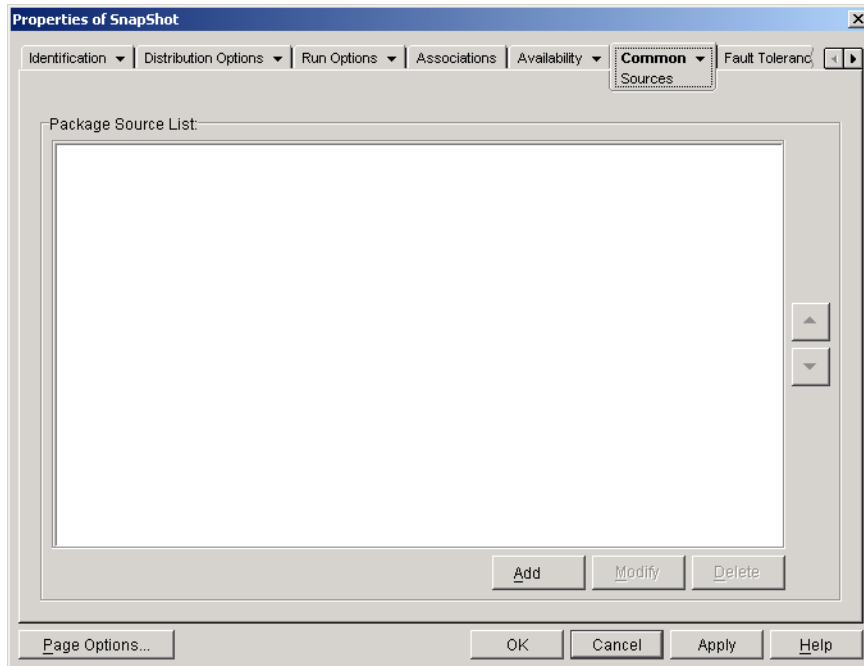 Properties of SnapShot
Identification Distribution Options Run Options Associations Availability Common Fault Toleranc
Sources
Package Source List:
Add Modify Delete
Page Options... OK Cancel Apply Help